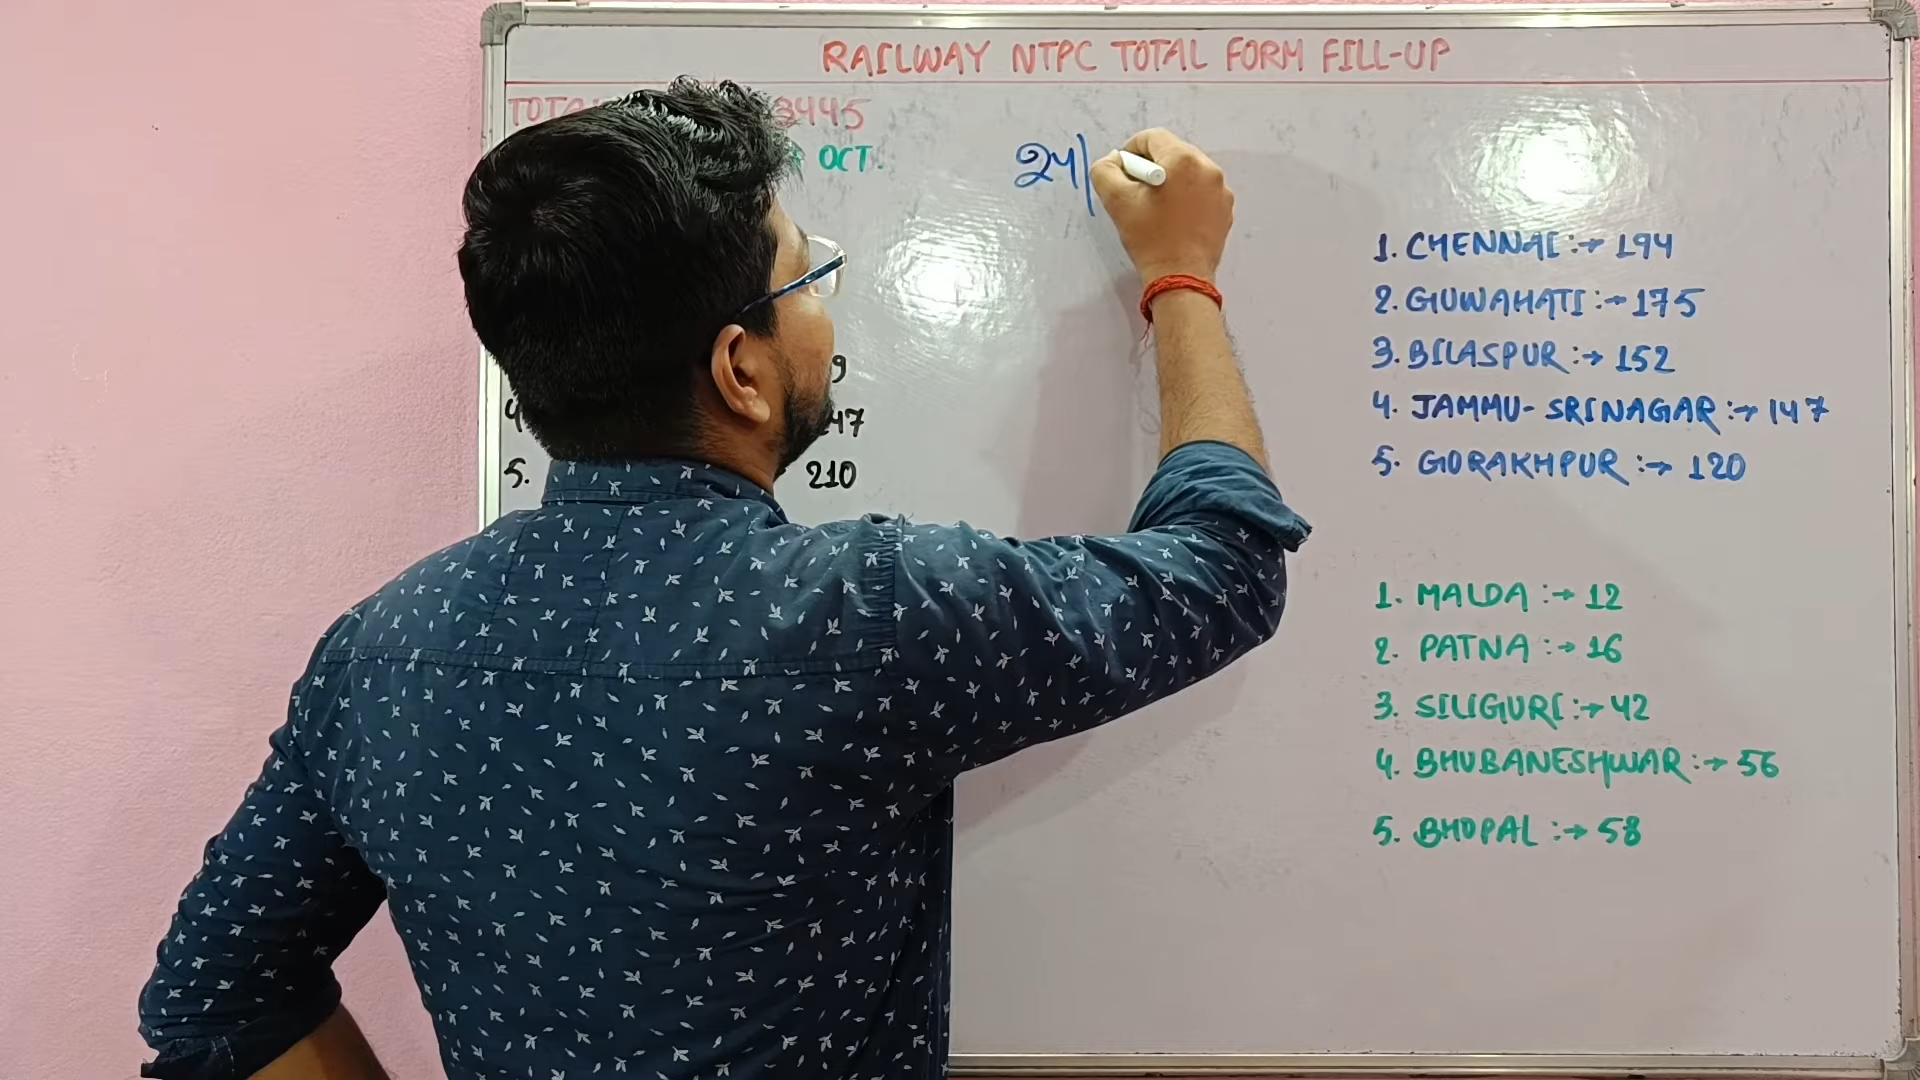 RAILWAY NTPC TOTAL FORM FILL-UP
3445
OCT.
24|
9
4. 47
5. 210
1. CHENNAI :→ 194
2. GUWAHATI :→ 175
3. BILASPUR :→ 152
4. JAMMU-SRINAGAR :→ 147
5. GORAKHPUR :→ 120
1. MALDA :→ 12
2. PATNA :→ 16
3. SILIGURI :→ 42
4. BHUBANESHWAR :→ 56
5. BHOPAL :→ 58